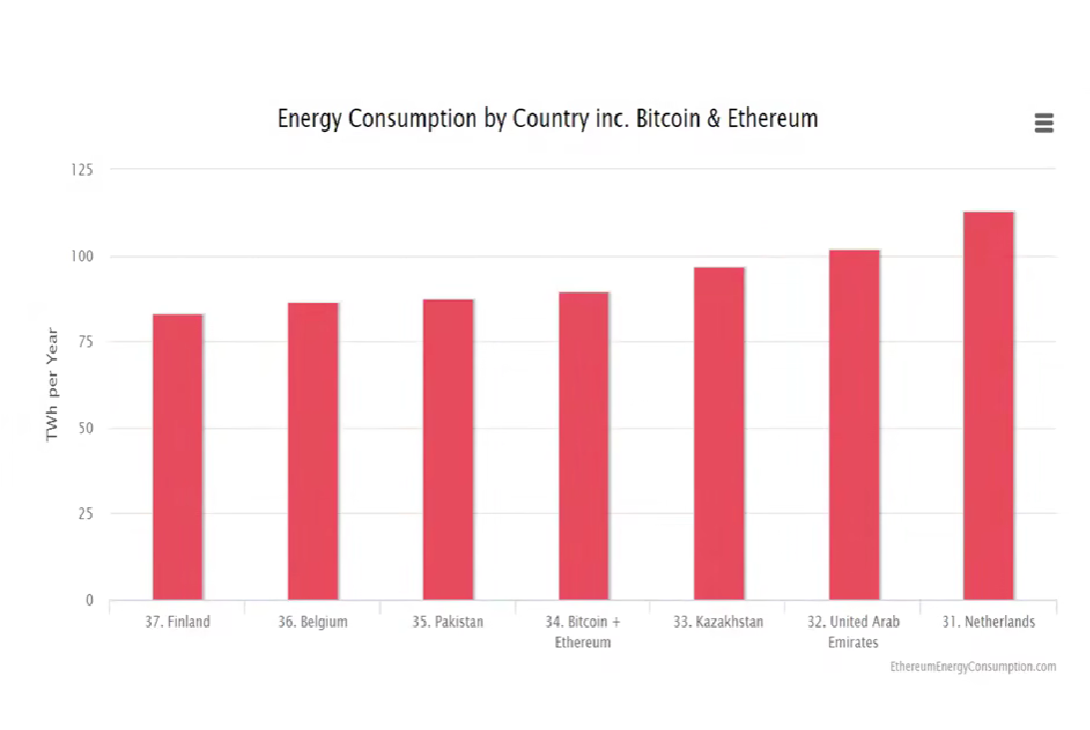 Energy Consumption by Country inc. Bitcoin & Ethereum
125
100
75
50
25
0
TWh per Year
37. Finland
36. Belgium
35. Pakistan
34. Bitcoin +
Ethereum
33. Kazakhstan
32. United Arab
Emirates
31. Netherlands
EthereumEnergyConsumption.com